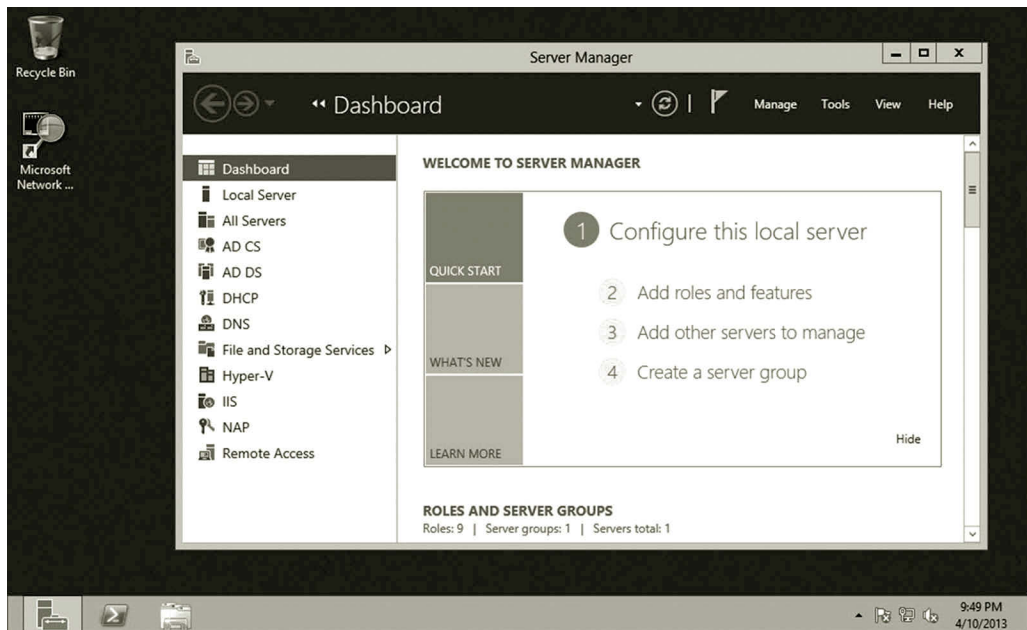 Recycle Bin
Microsoft
Network ...
Server Manager
Dashboard
Manage Tools View Help
Dashboard
Local Server
All Servers
AD CS
AD DS
DHCP
DNS
File and Storage Services
Hyper-V
IIS
NAP
Remote Access
WELCOME TO SERVER MANAGER
QUICK START
WHAT'S NEW
LEARN MORE
1 Configure this local server
2 Add roles and features
3 Add other servers to manage
4 Create a server group
Hide
ROLES AND SERVER GROUPS
Roles: 9 | Server groups: 1 | Servers total: 1
9:49 PM
4/10/2013